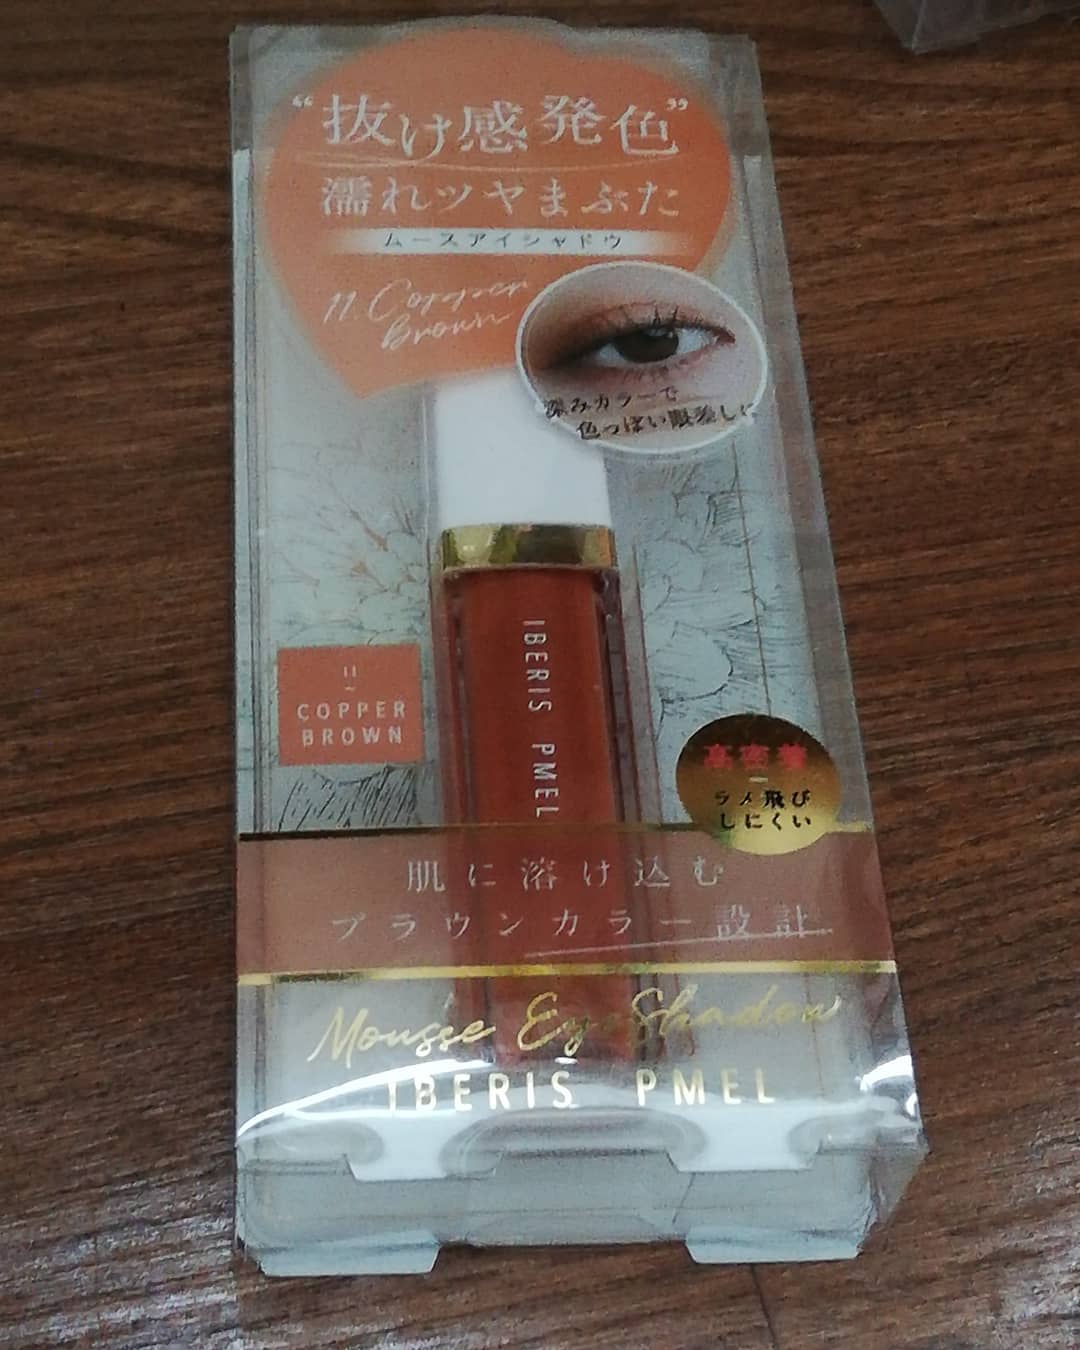 “抜け感発色”
濡れツヤまぶた
ムースアイシャドウ
11. Copper
Brown
深みカラーで
色っぽい眼差しに
IBERIS PMEL
11
~
COPPER
BROWN
高密着
ラメ飛び
しにくい
肌に溶け込む
ブラウンカラー設計
Mousse Eye Shadow
IBERIS PMEL